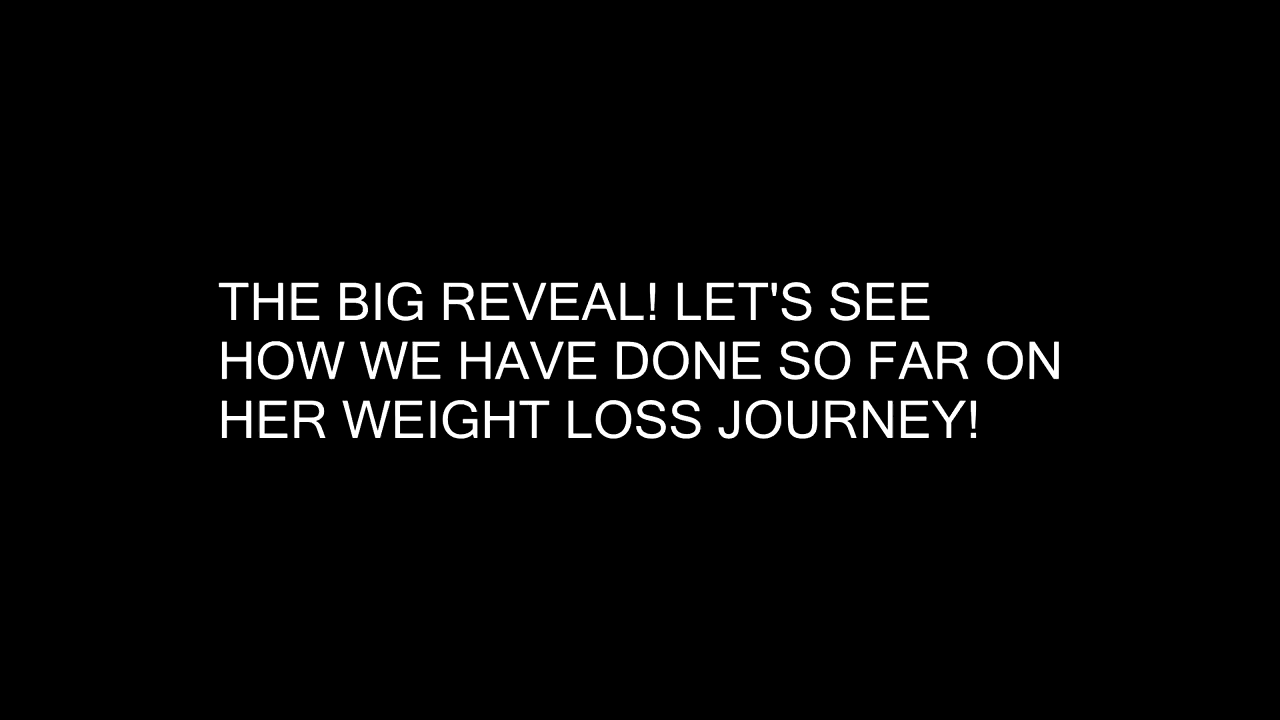 THE BIG REVEAL! LET'S SEE
HOW WE HAVE DONE SO FAR ON
HER WEIGHT LOSS JOURNEY!